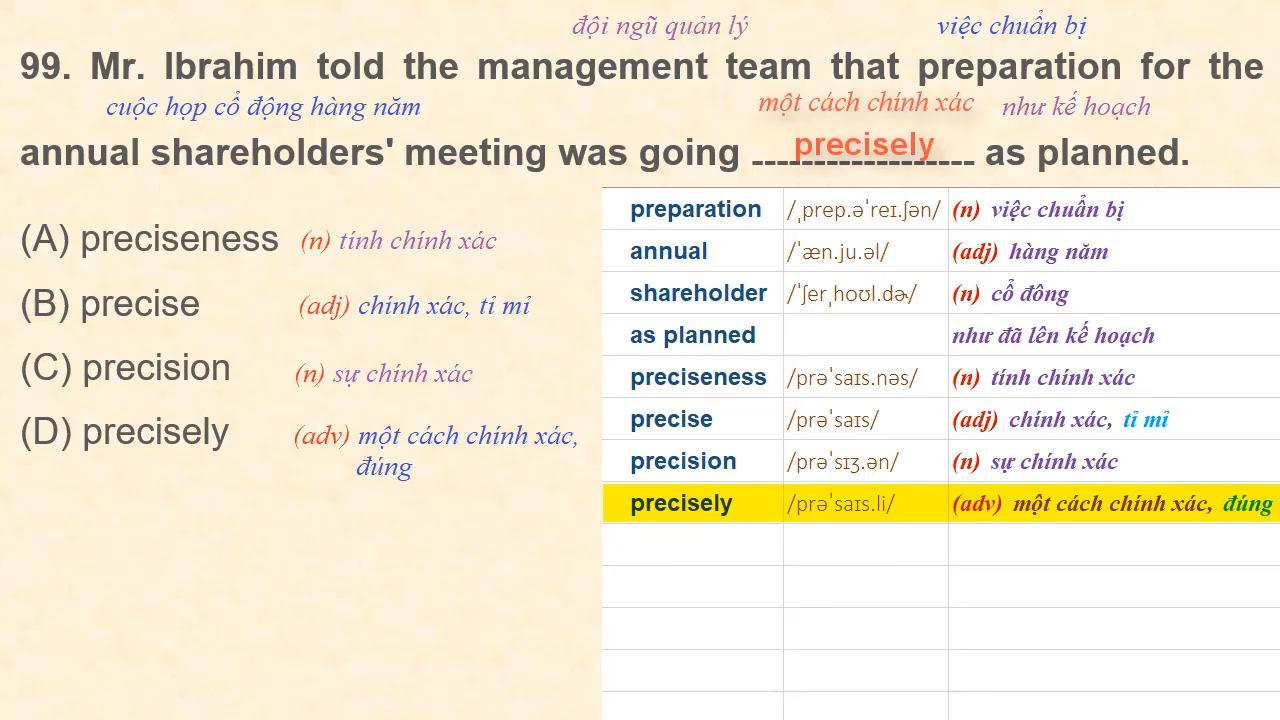 đội ngũ quản lý việc chuẩn bị
99. Mr. Ibrahim told the management team that preparation for the
cuộc họp cổ động hàng năm một cách chính xác như kế hoạch
annual shareholders' meeting was going precisely as planned.
(A) preciseness (n) tính chính xác
(B) precise (adj) chính xác, tỉ mỉ
(C) precision (n) sự chính xác
(D) precisely (adv) một cách chính xác,
đúng
preparation /ˌprep.əˈreɪ.ʃən/ (n) việc chuẩn bị
annual /ˈæn.ju.əl/ (adj) hàng năm
shareholder /ˈʃerˌhoʊl.dɚ/ (n) cổ đông
as planned như đã lên kế hoạch
preciseness /prəˈsaɪs.nəs/ (n) tính chính xác
precise /prəˈsaɪs/ (adj) chính xác, tỉ mỉ
precision /prəˈsɪʒ.ən/ (n) sự chính xác
precisely /prəˈsaɪs.li/ (adv) một cách chính xác, đúng